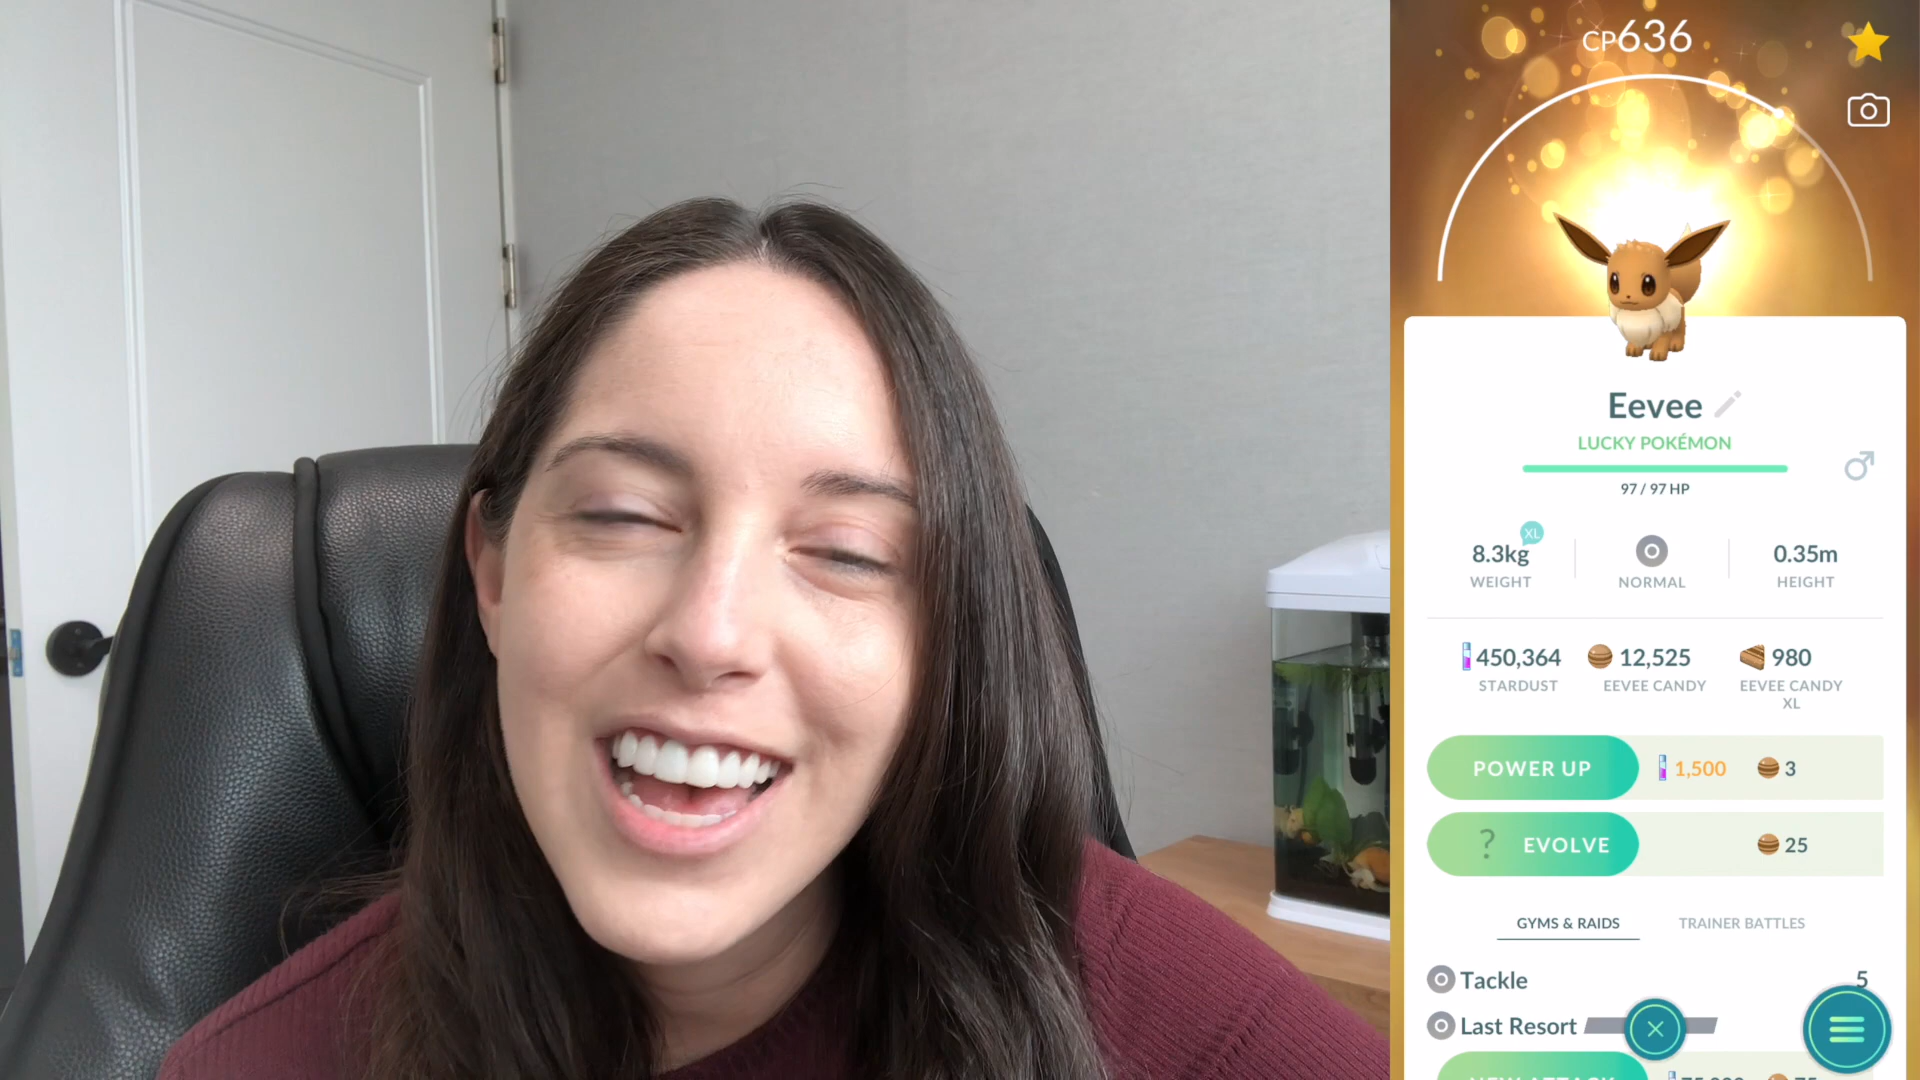 CP636
Eevee
LUCKY POKÉMON
97 / 97 HP
XL
8.3kg
WEIGHT
NORMAL
0.35m
HEIGHT
450,364
STARDUST
12,525
EEVEE CANDY
980
EEVEE CANDY
XL
POWER UP 1,500 3
? EVOLVE 25
GYMS & RAIDS TRAINER BATTLES
Tackle 5
Last Resort
NEW ATTACK